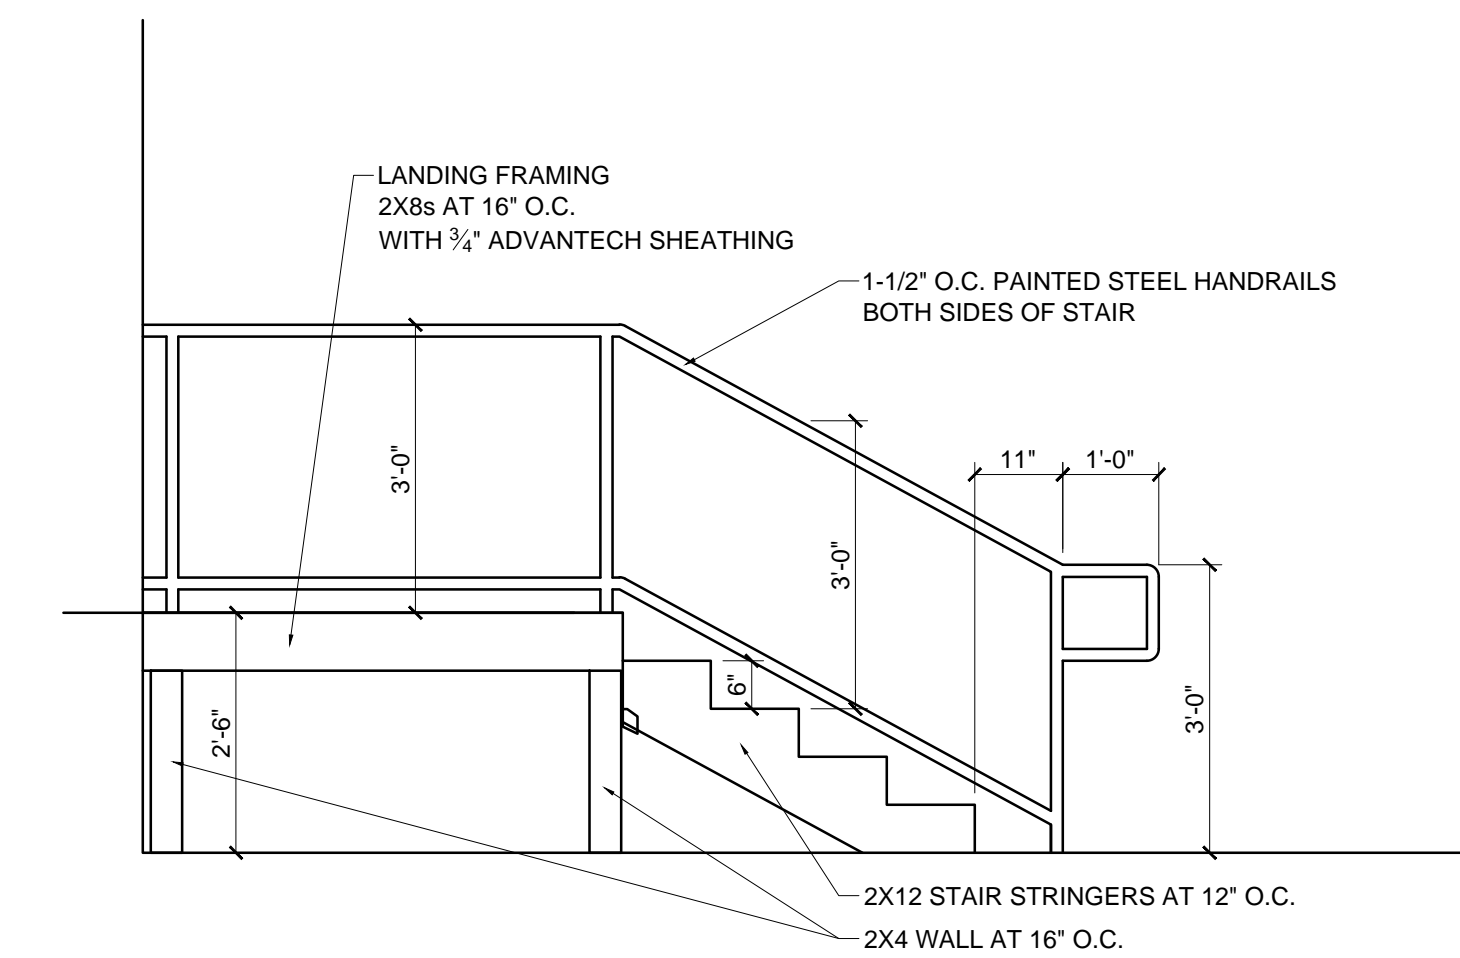 LANDING FRAMING
2X8s AT 16" O.C.
WITH ¾" ADVANTECH SHEATHING
1-1/2" O.C. PAINTED STEEL HANDRAILS
BOTH SIDES OF STAIR
3'-0"
3'-0"
11"
1'-0"
3'-0"
6"
2'-6"
2X12 STAIR STRINGERS AT 12" O.C.
2X4 WALL AT 16" O.C.